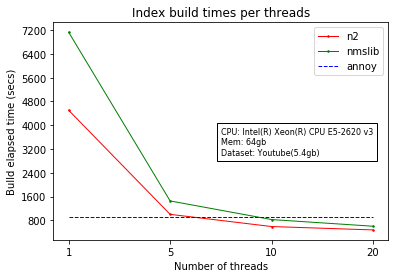 Index build times per threads
Build elapsed time (secs)
7200
6400
5600
4800
4000
3200
2400
1600
800
n2
nmslib
annoy
CPU: Intel(R) Xeon(R) CPU E5-2620 v3
Mem: 64gb
Dataset: Youtube(5.4gb)
1
5
10
20
Number of threads